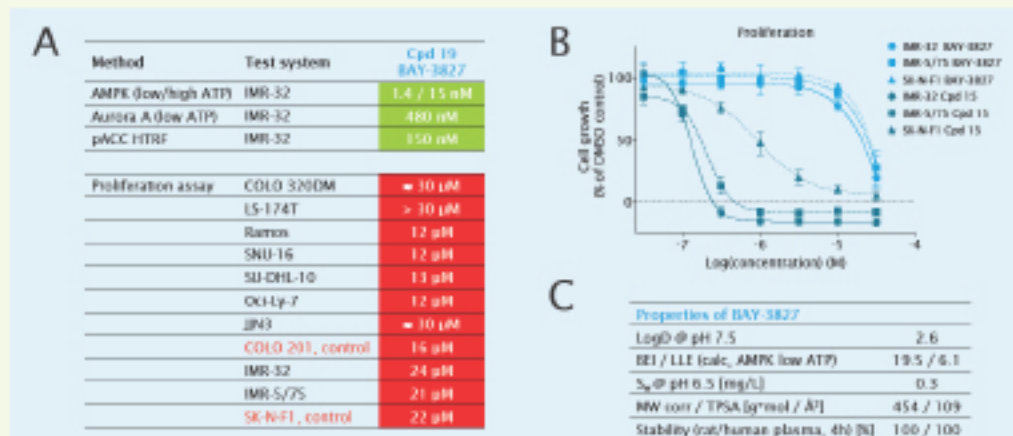 A
Cpd 19
Method Test system BAY-3827
AMPK (low/high ATP) IMR-32 1.4 / 15 nM
Aurora A (low ATP) IMR-32 480 nM
pACC HTRF IMR-32 150 nM
Proliferation assay COLO 320DM 30 µM
LS-174T > 30 µM
Ramos 12 µM
SNU-16 12 µM
SU-DHL-10 13 µM
Oci-Ly-7 12 µM
JJN3 30 µM
COLO 201, control 16 µM
IMR-32 24 µM
IMR-5/75 21 µM
SK-N-F1, control 22 µM
B
Proliferation
Cell growth
(% of DMSO control)
100
50
0
-7 -6 -5 -4
Log(concentration) (M)
IMR-32 BAY-3827
IMR-5/75 BAY-3827
SK-N-F1 BAY-3827
IMR-32 Cpd 15
IMR-5/75 Cpd 15
SK-N-F1 Cpd 15
C
Properties of BAY-3827
LogD @ pH 7.5 2.6
BEI / LLE (calc, AMPK low ATP) 19.5 / 6.1
@ pH 6.5 [mg/L] 0.3
MW corr / TPSA [g*mol / Å²] 454 / 109
Stability (rat/human plasma, 4h) [%] 100 / 100